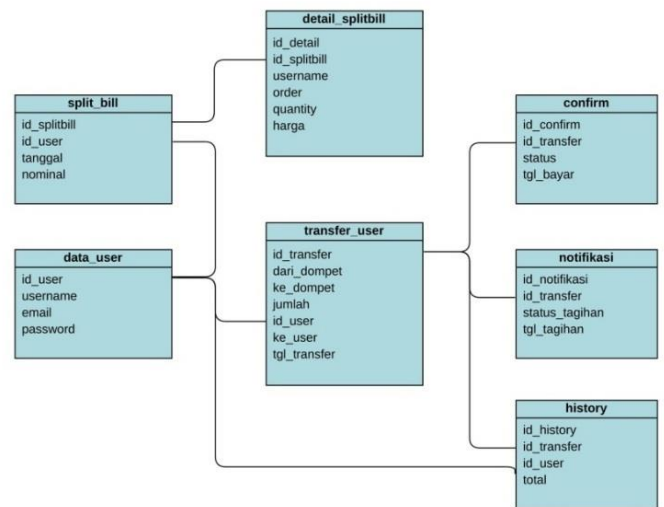 detail_splitbill
id_detail
id_splitbill
username
order
quantity
harga
split_bill
id_splitbill
id_user
tanggal
nominal
confirm
id_confirm
id_transfer
status
tgl_bayar
data_user
id_user
username
email
password
transfer_user
id_transfer
dari_dompet
ke_dompet
jumlah
id_user
ke_user
tgl_transfer
notifikasi
id_notifikasi
id_transfer
status_tagihan
tgl_tagihan
history
id_history
id_transfer
id_user
total